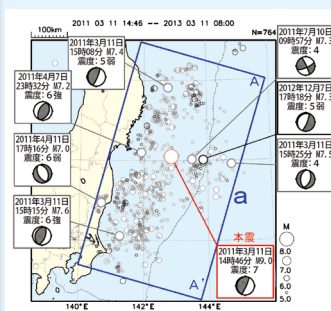 2011 03 11 14:46 -- 2013 03 11 08:00
100km
N=764
2011年3月11日
15時08分 M7.4
震度：5弱
2011年7月10日
09時57分 M7.3
震度：4
2011年4月7日
23時32分 M7.2
震度：6強
2012年12月7日
17時18分 M7.3
震度：5弱
2011年4月11日
17時16分 M7.0
震度：6弱
2011年3月11日
15時25分 M7.5
震度：4
2011年3月11日
15時15分 M7.6
震度：6強
A
a
本震
2011年3月11日
14時46分 M9.0
震度：7
A'
M
8.0
7.0
6.0
5.0
140°E
142°E
144°E